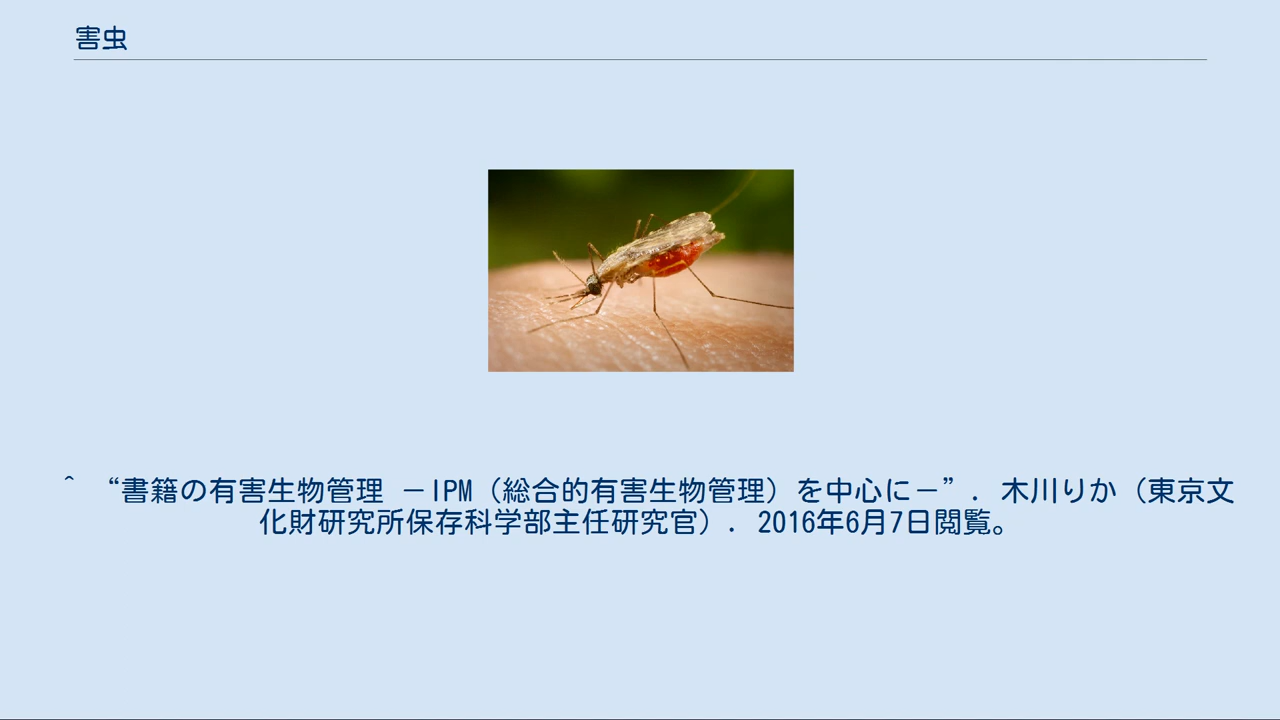 害虫
^ “書籍の有害生物管理 －IPM（総合的有害生物管理）を中心に－”. 木川りか（東京文
化財研究所保存科学部主任研究官）. 2016年6月7日閲覧。